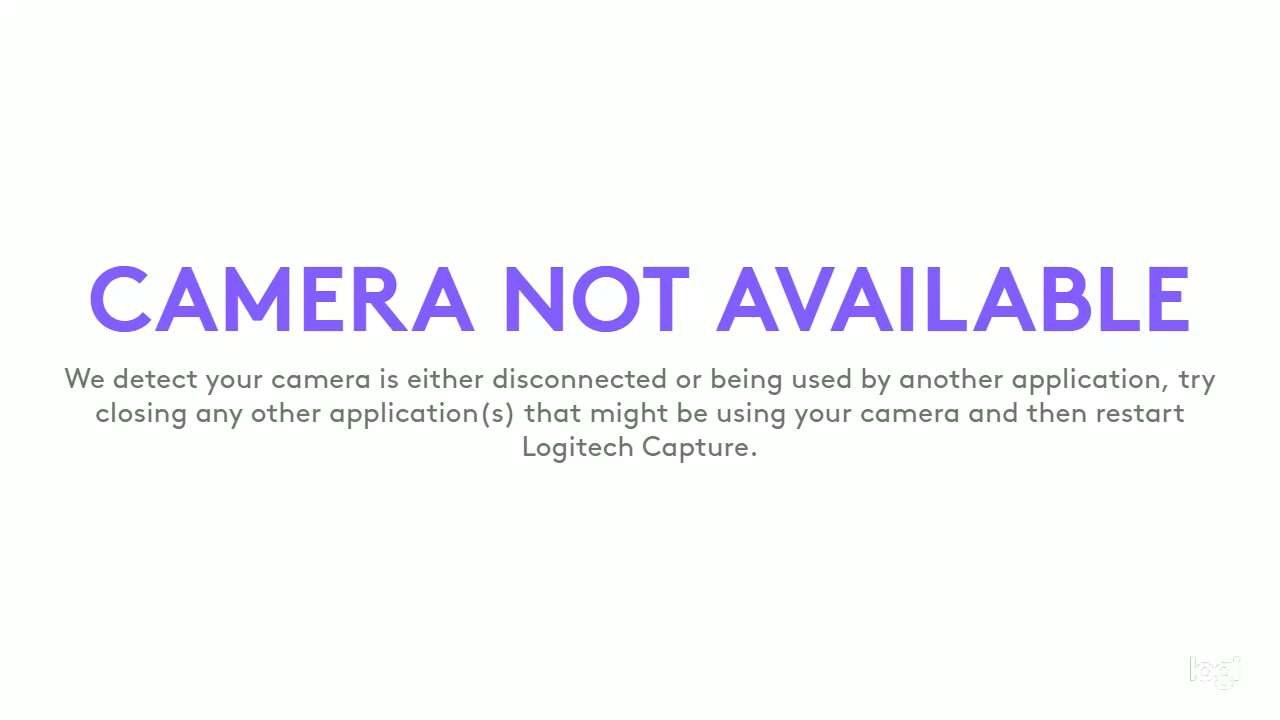 CAMERA NOT AVAILABLE
We detect your camera is either disconnected or being used by another application, try
closing any other application(s) that might be using your camera and then restart
Logitech Capture.
logi